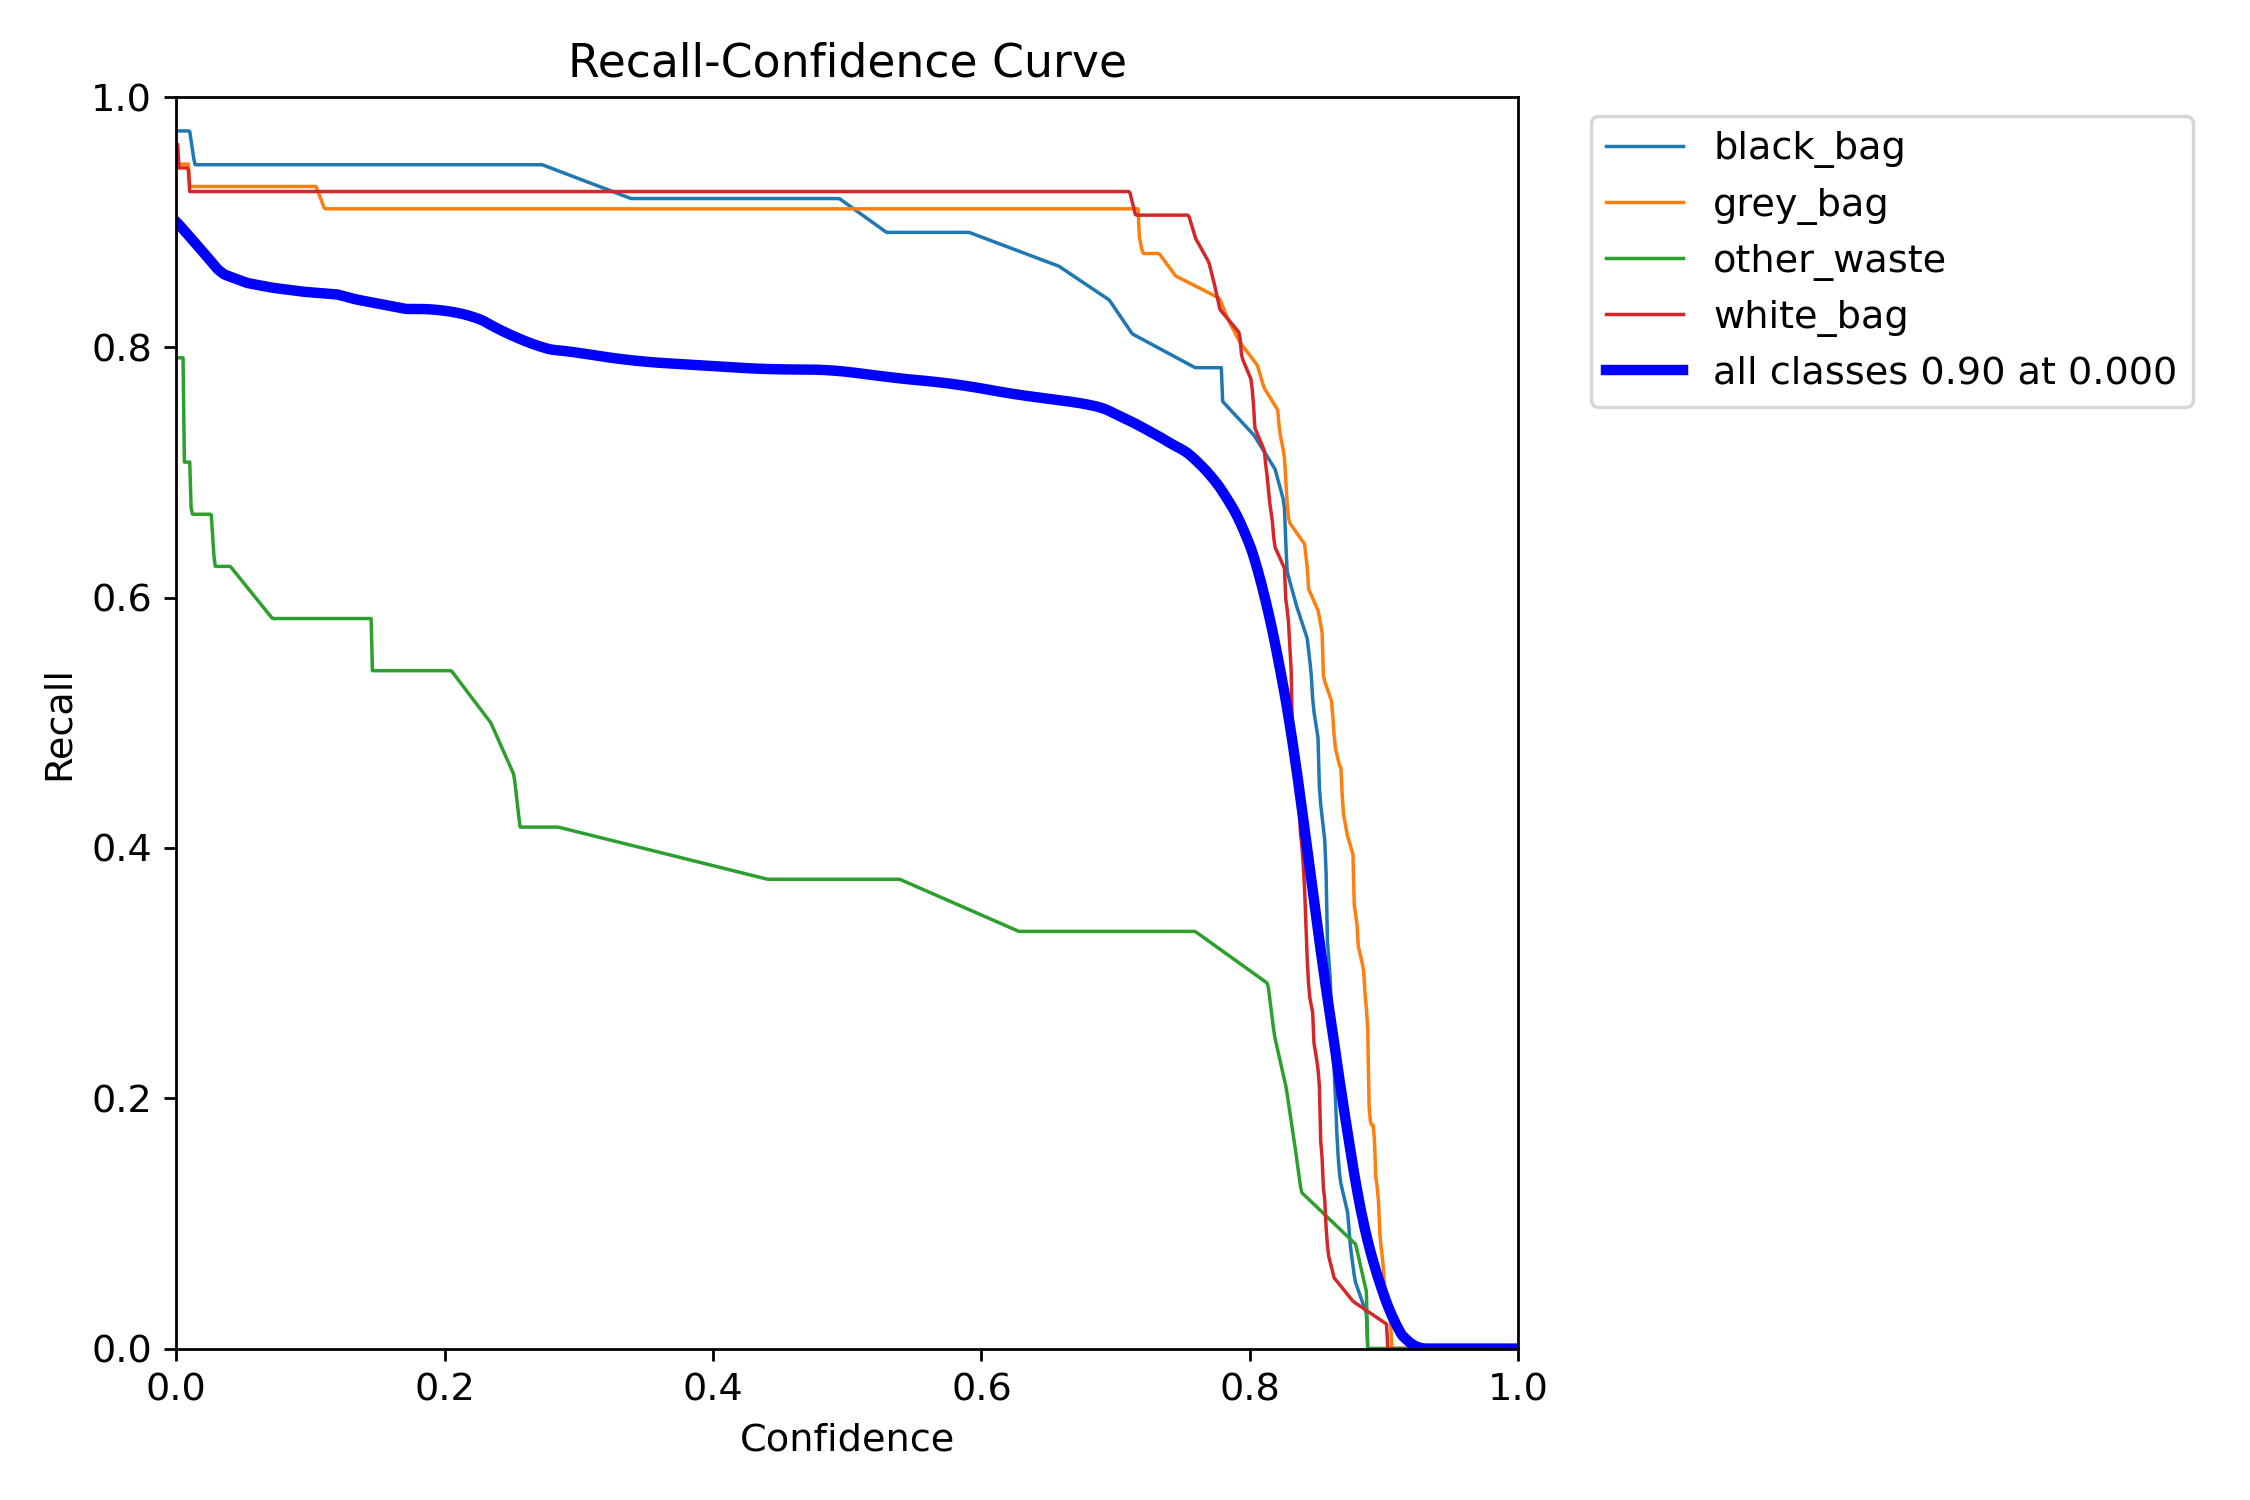 Recall-Confidence Curve
1.0
0.8
0.6
0.4
0.2
0.0
Recall
0.0 0.2 0.4 0.6 0.8 1.0
Confidence
black_bag
grey_bag
other_waste
white_bag
all classes 0.90 at 0.000